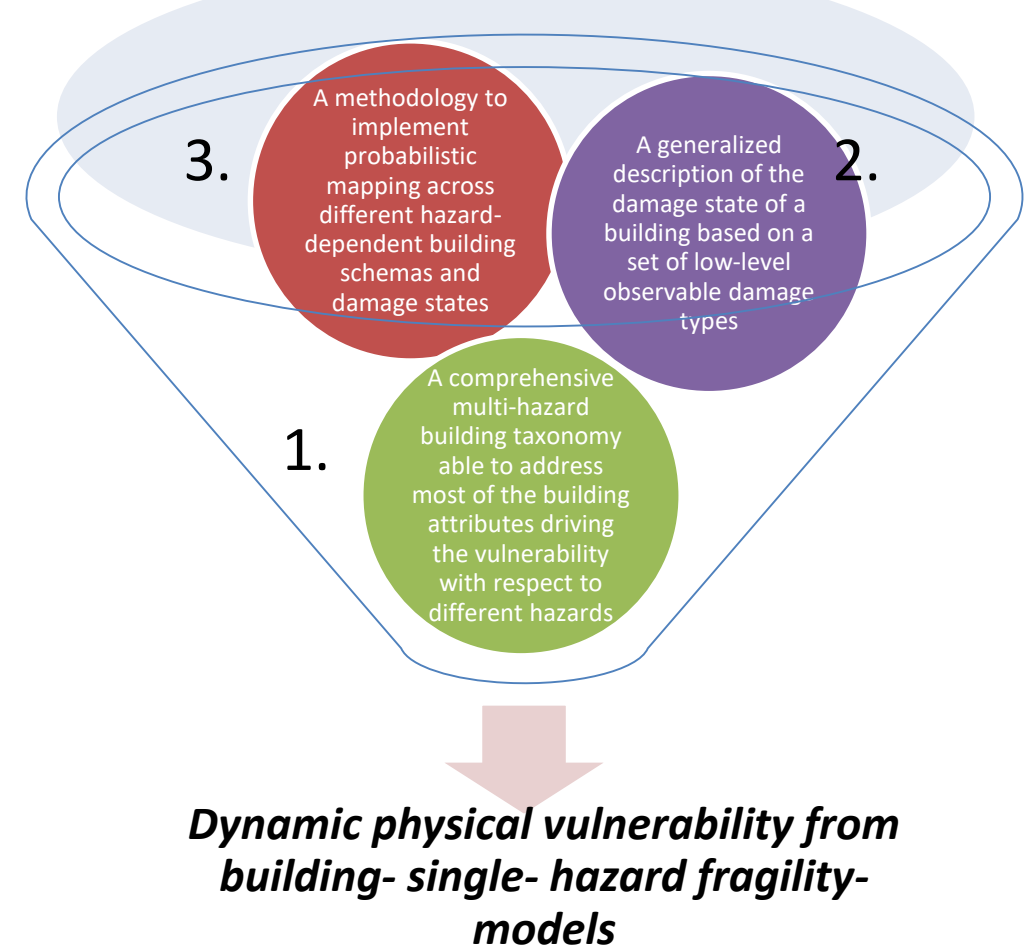 3.
A methodology to
implement
probabilistic
mapping across
different hazard-
dependent building
schemas and
damage states
2.
A generalized
description of the
damage state of a
building based on a
set of low-level
observable damage
types
1.
A comprehensive
multi-hazard
building taxonomy
able to address
most of the building
attributes driving
the vulnerability
with respect to
different hazards
Dynamic physical vulnerability from
building- single- hazard fragility-
models